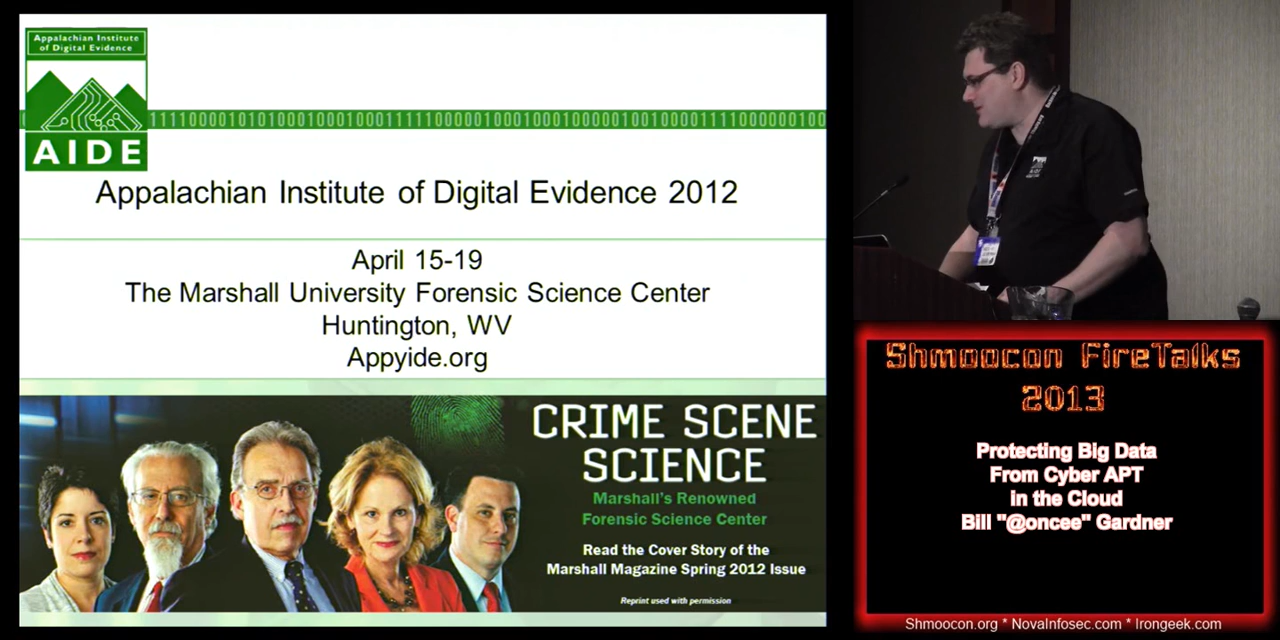 Appalachian Institute
of Digital Evidence
AIDE
Appalachian Institute of Digital Evidence 2012
April 15-19
The Marshall University Forensic Science Center
Huntington, WV
Appyide.org
CRIME SCENE
SCIENCE
Marshall's Renowned
Forensic Science Center
Read the Cover Story of the
Marshall Magazine Spring 2012 Issue
Reprint used with permission
AIDE
Shmoocon FireTalks
2013
Protecting Big Data
From Cyber APT
in the Cloud
Bill "@oncee" Gardner
Shmoocon.org * NovaInfosec.com * Irongeek.com